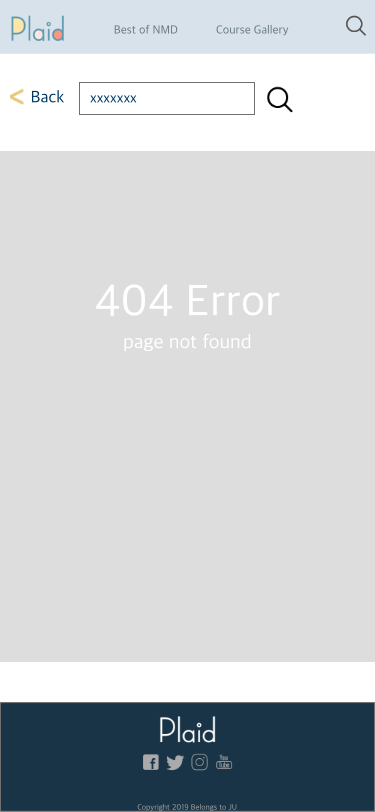 Plaid
Best of NMD
Course Gallery
< Back
xxxxxxx
404 Error
page not found
Plaid
You
Tube
Copyright 2019 Belongs to JU